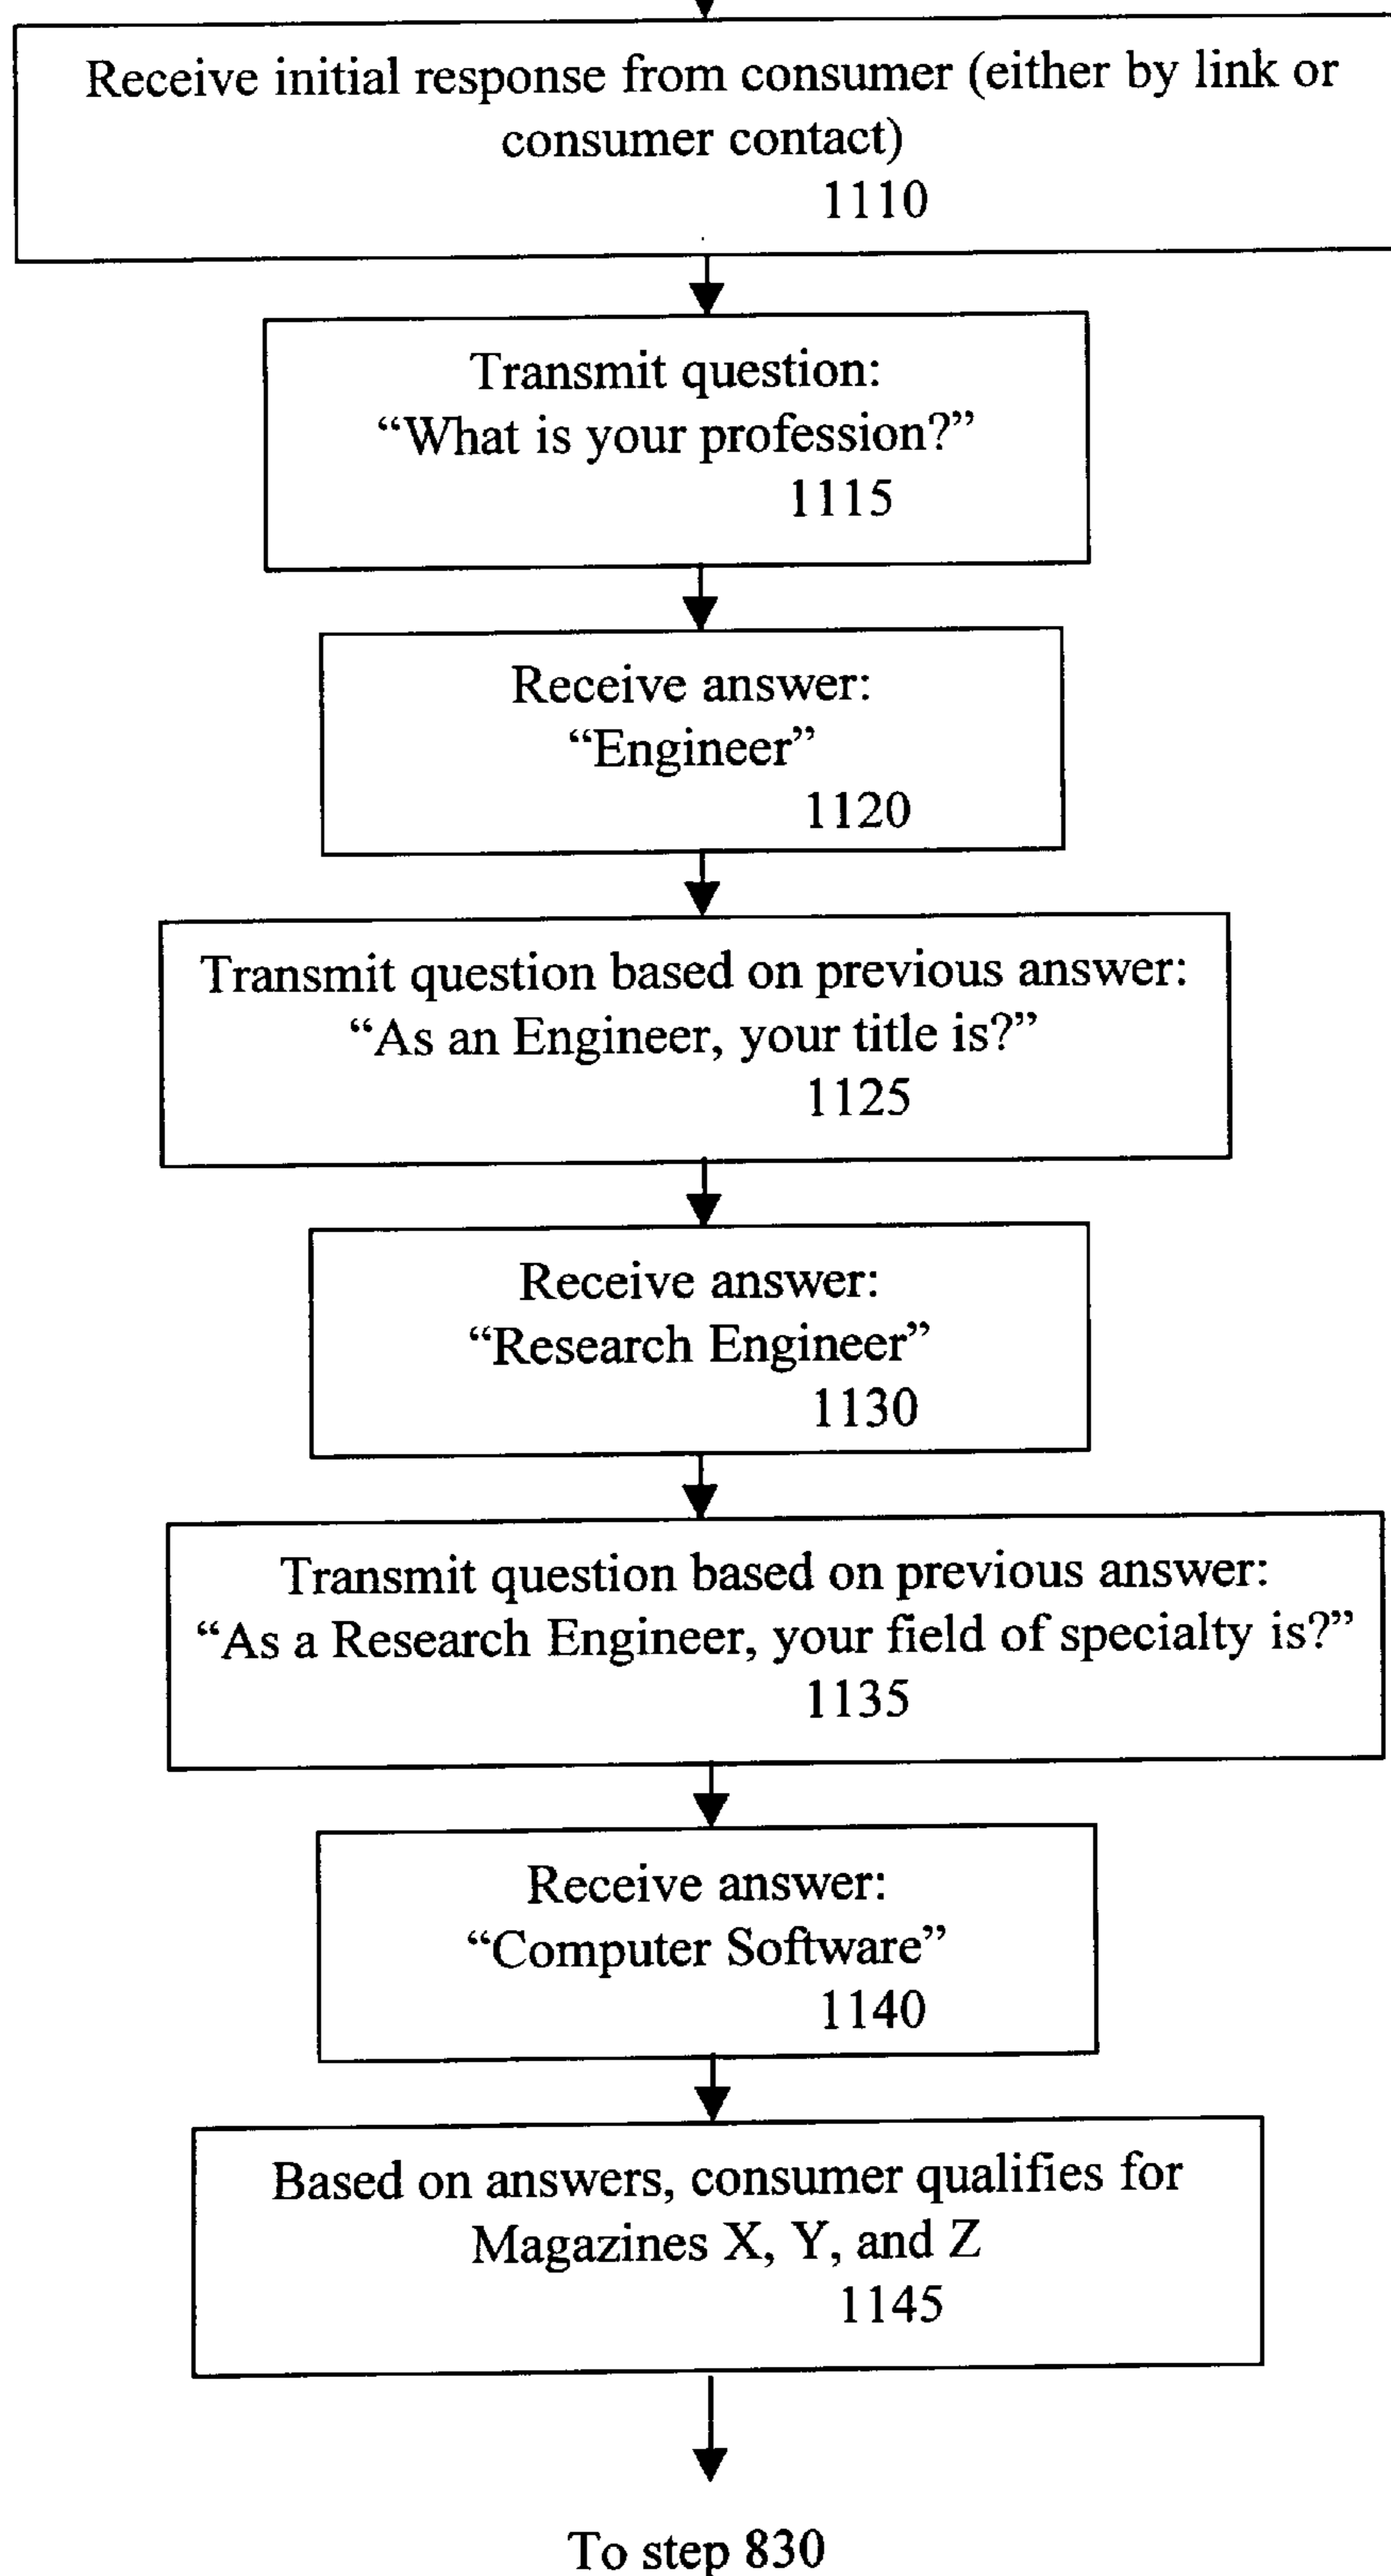 Receive initial response from consumer (either by link or
consumer contact)
1110
Transmit question:
“What is your profession?”
1115
Receive answer:
“Engineer”
1120
Transmit question based on previous answer:
“As an Engineer, your title is?”
1125
Receive answer:
“Research Engineer”
1130
Transmit question based on previous answer:
“As a Research Engineer, your field of specialty is?”
1135
Receive answer:
“Computer Software”
1140
Based on answers, consumer qualifies for
Magazines X, Y, and Z
1145
To step 830